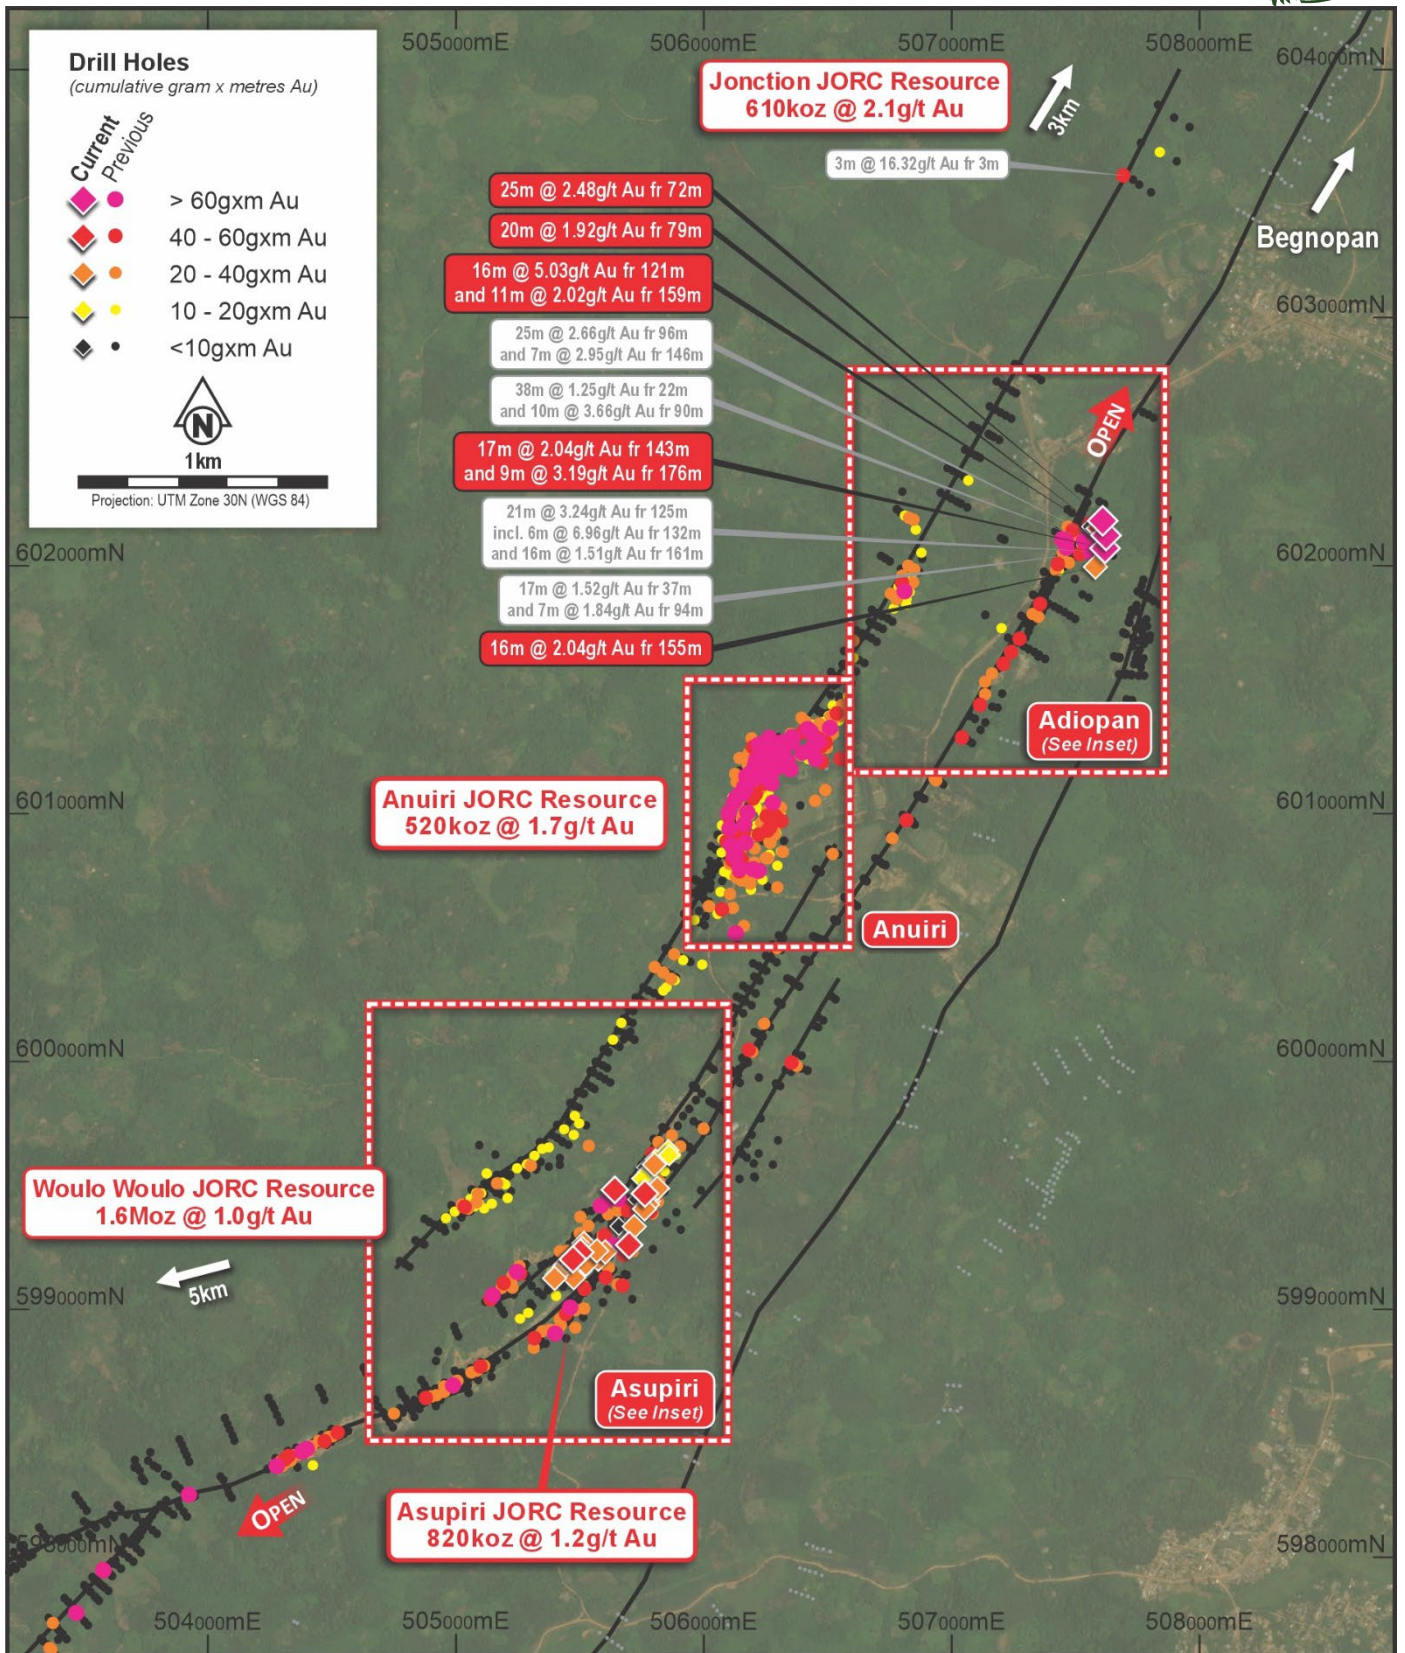 505000mE
506000mE
507000mE
508000mE
604000mN
Drill Holes
(cumulative gram x metres Au)
Current
Previous
> 60gxm Au
40 - 60gxm Au
20 - 40gxm Au
10 - 20gxm Au
<10gxm Au
N
1km
Projection: UTM Zone 30N (WGS 84)
Jonction JORC Resource
610koz @ 2.1g/t Au
3km
3m @ 16.32g/t Au fr 3m
Begnopan
25m @ 2.48g/t Au fr 72m
20m @ 1.92g/t Au fr 79m
16m @ 5.03g/t Au fr 121m
and 11m @ 2.02g/t Au fr 159m
603000mN
25m @ 2.66g/t Au fr 96m
and 7m @ 2.95g/t Au fr 146m
38m @ 1.25g/t Au fr 22m
and 10m @ 3.66g/t Au fr 90m
OPEN
17m @ 2.04g/t Au fr 143m
and 9m @ 3.19g/t Au fr 176m
21m @ 3.24g/t Au fr 125m
incl. 6m @ 6.96g/t Au fr 132m
and 16m @ 1.51g/t Au fr 161m
602000mN
602000mN
17m @ 1.52g/t Au fr 37m
and 7m @ 1.84g/t Au fr 94m
16m @ 2.04g/t Au fr 155m
Adiopan
(See Inset)
Anuiri JORC Resource
520koz @ 1.7g/t Au
601000mN
601000mN
Anuiri
600000mN
600000mN
Woulo Woulo JORC Resource
1.6Moz @ 1.0g/t Au
5km
599000mN
599000mN
Asupiri
(See Inset)
OPEN
Asupiri JORC Resource
820koz @ 1.2g/t Au
598000mN
598000mN
504000mE
505000mE
506000mE
507000mE
508000mE